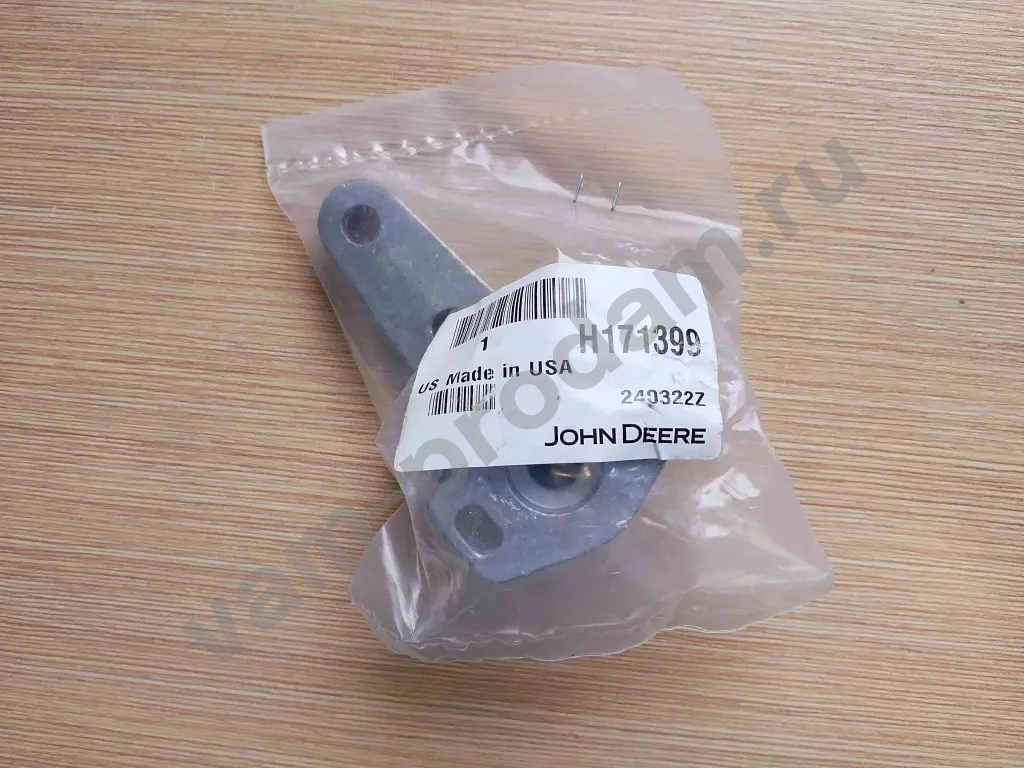 1
H171399
US Made in USA
240322Z
JOHN DEERE
vam-prodam.ru